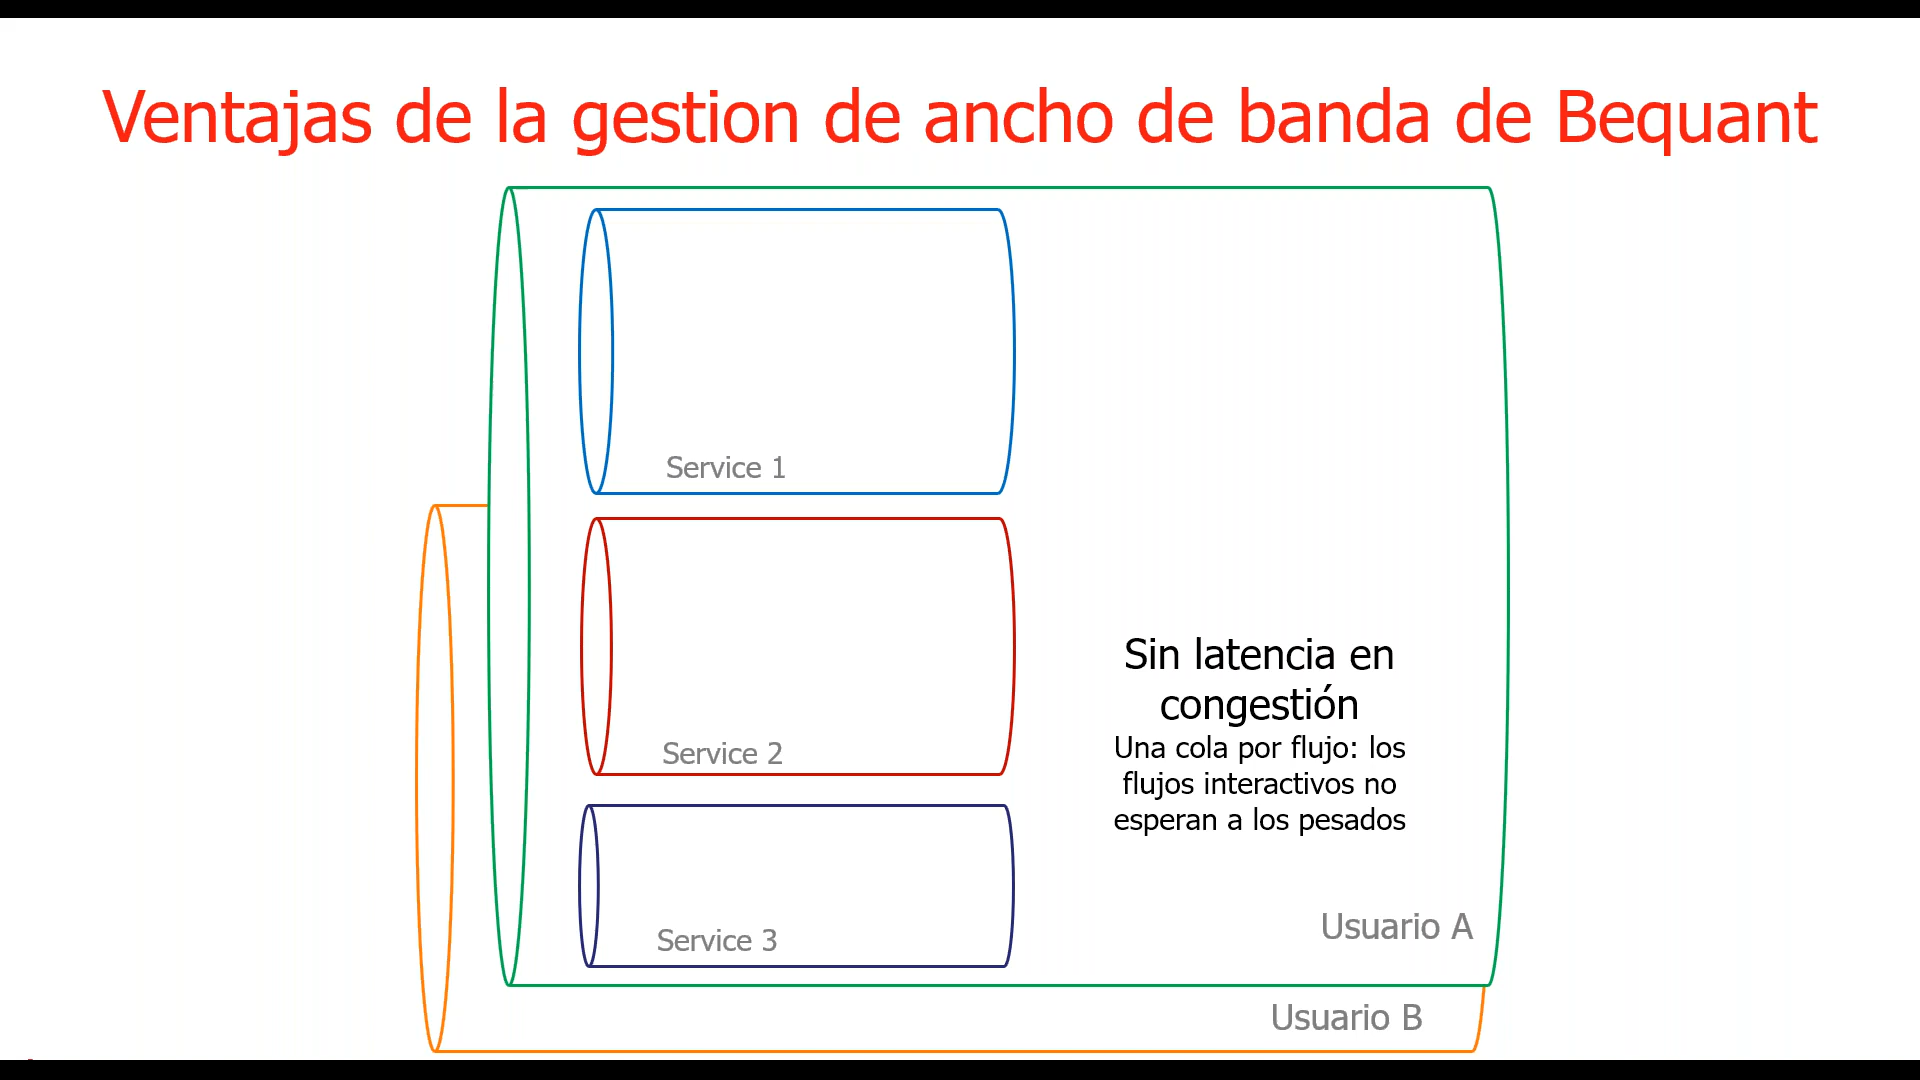 Ventajas de la gestion de ancho de banda de Bequant
Service 1
Service 2
Service 3
Sin latencia en
congestión
Una cola por flujo: los
flujos interactivos no
esperan a los pesados
Usuario A
Usuario B